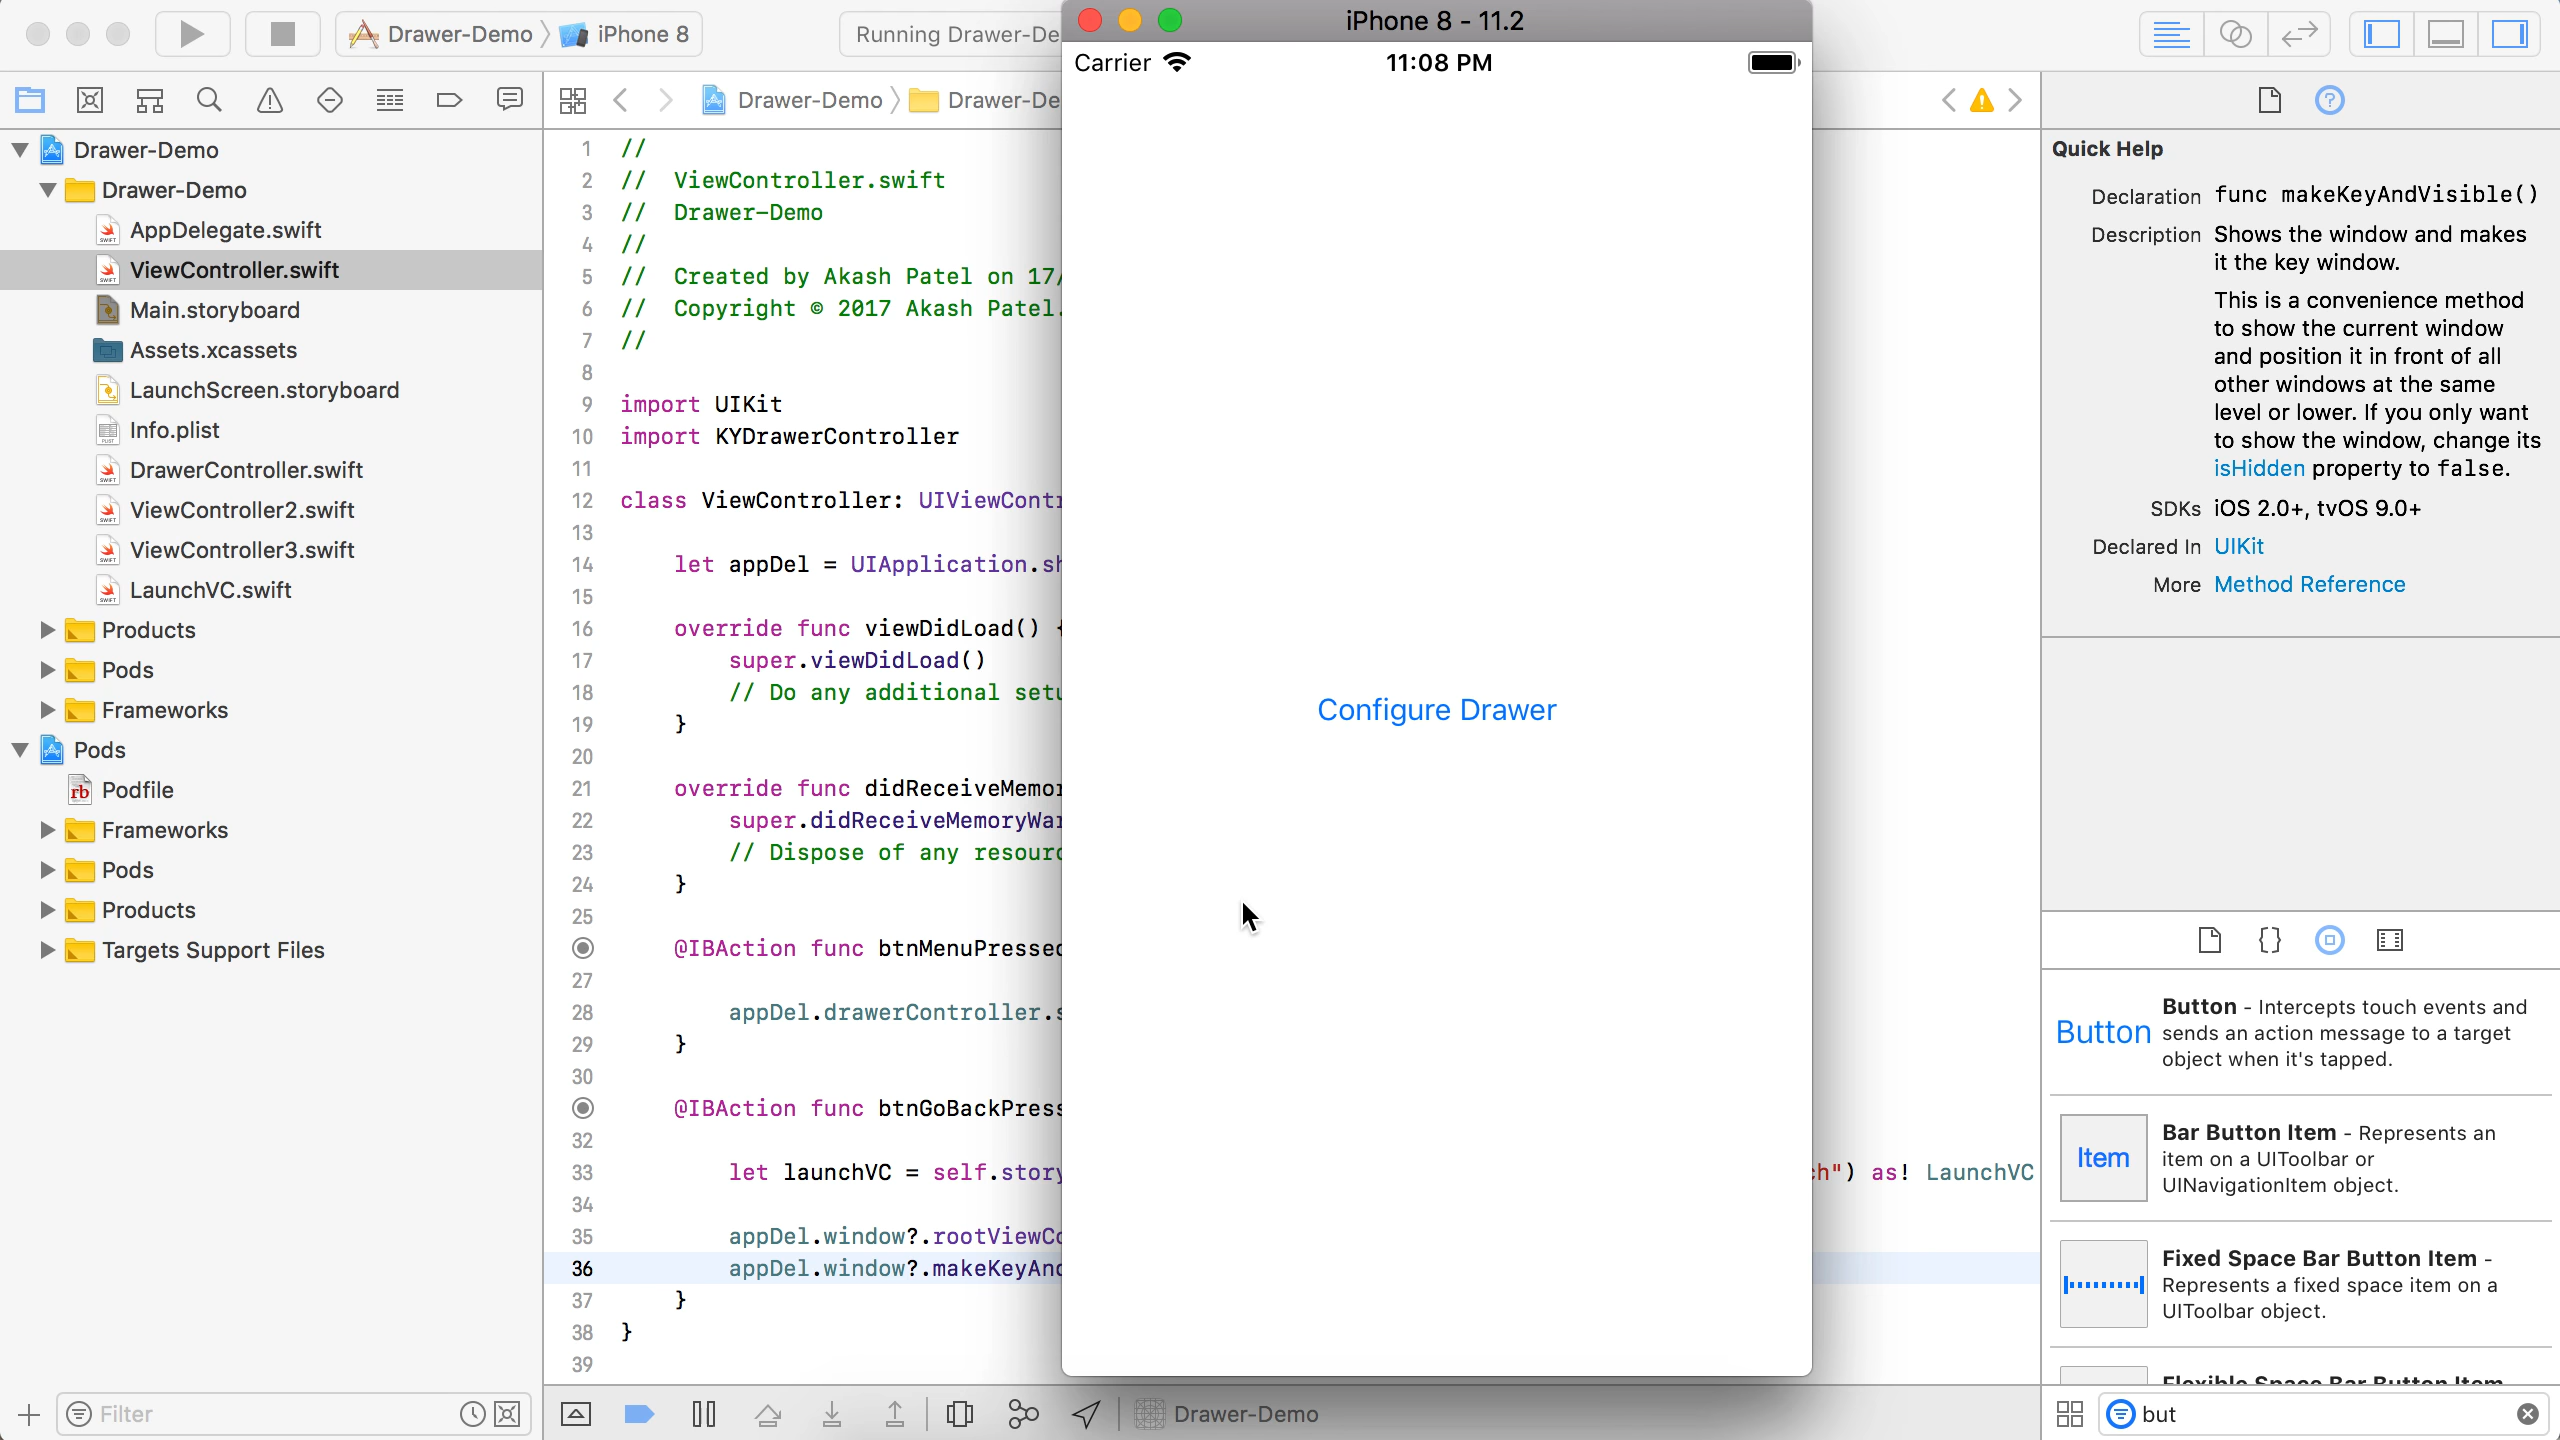 Drawer-Demo
iPhone 8
Running Drawer-De
iPhone 8 - 11.2
Carrier
11:08 PM
Configure Drawer
Drawer-Demo
Drawer-Demo
AppDelegate.swift
ViewController.swift
Main.storyboard
Assets.xcassets
LaunchScreen.storyboard
Info.plist
DrawerController.swift
ViewController2.swift
ViewController3.swift
LaunchVC.swift
Products
Pods
Frameworks
Pods
rb Podfile
Frameworks
Pods
Products
Targets Support Files
Filter
Drawer-Demo
Drawer-De
1 //
2 // ViewController.swift
3 // Drawer-Demo
4 //
5 // Created by Akash Patel on 17/
6 // Copyright © 2017 Akash Patel.
7 //
8
9 import UIKit
10 import KYDrawerController
11
12 class ViewController: UIViewContr
13
14 let appDel = UIApplication.sh
15
16 override func viewDidLoad() {
17 super.viewDidLoad()
18 // Do any additional setu
19 }
20
21 override func didReceiveMemor
22 super.didReceiveMemoryWar
23 // Dispose of any resourc
24 }
25
@IBAction func btnMenuPressed
27
28 appDel.drawerController.s
29 }
30
@IBAction func btnGoBackPress
32
33 let launchVC = self.story ch") as! LaunchVC
34
35 appDel.window?.rootViewCo
36 appDel.window?.makeKeyAnd
37 }
38 }
39
Drawer-Demo
Quick Help
Declaration func makeKeyAndVisible()
Description Shows the window and makes
it the key window.
This is a convenience method
to show the current window
and position it in front of all
other windows at the same
level or lower. If you only want
to show the window, change its
isHidden property to false.
SDKs iOS 2.0+, tvOS 9.0+
Declared In UIKit
More Method Reference
Button
Button - Intercepts touch events and
sends an action message to a target
object when it's tapped.
Item
Bar Button Item - Represents an
item on a UIToolbar or
UINavigationItem object.
Fixed Space Bar Button Item -
Represents a fixed space item on a
UIToolbar object.
Flexible Space Bar Button Item
but